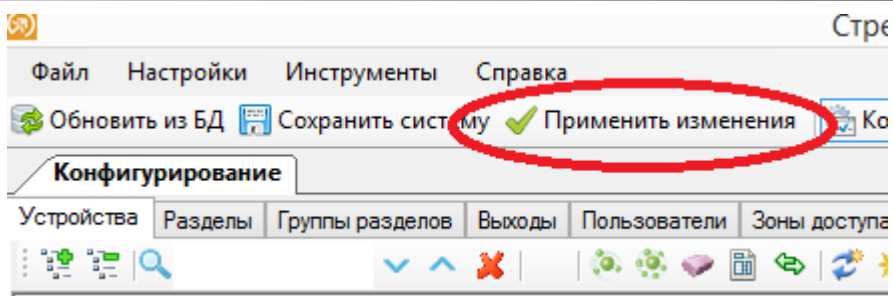 Стре
Файл Настройки Инструменты Справка
Обновить из БД Сохранить систему Применить изменения Ко
Конфигурирование
Устройства Разделы Группы разделов Выходы Пользователи Зоны доступа